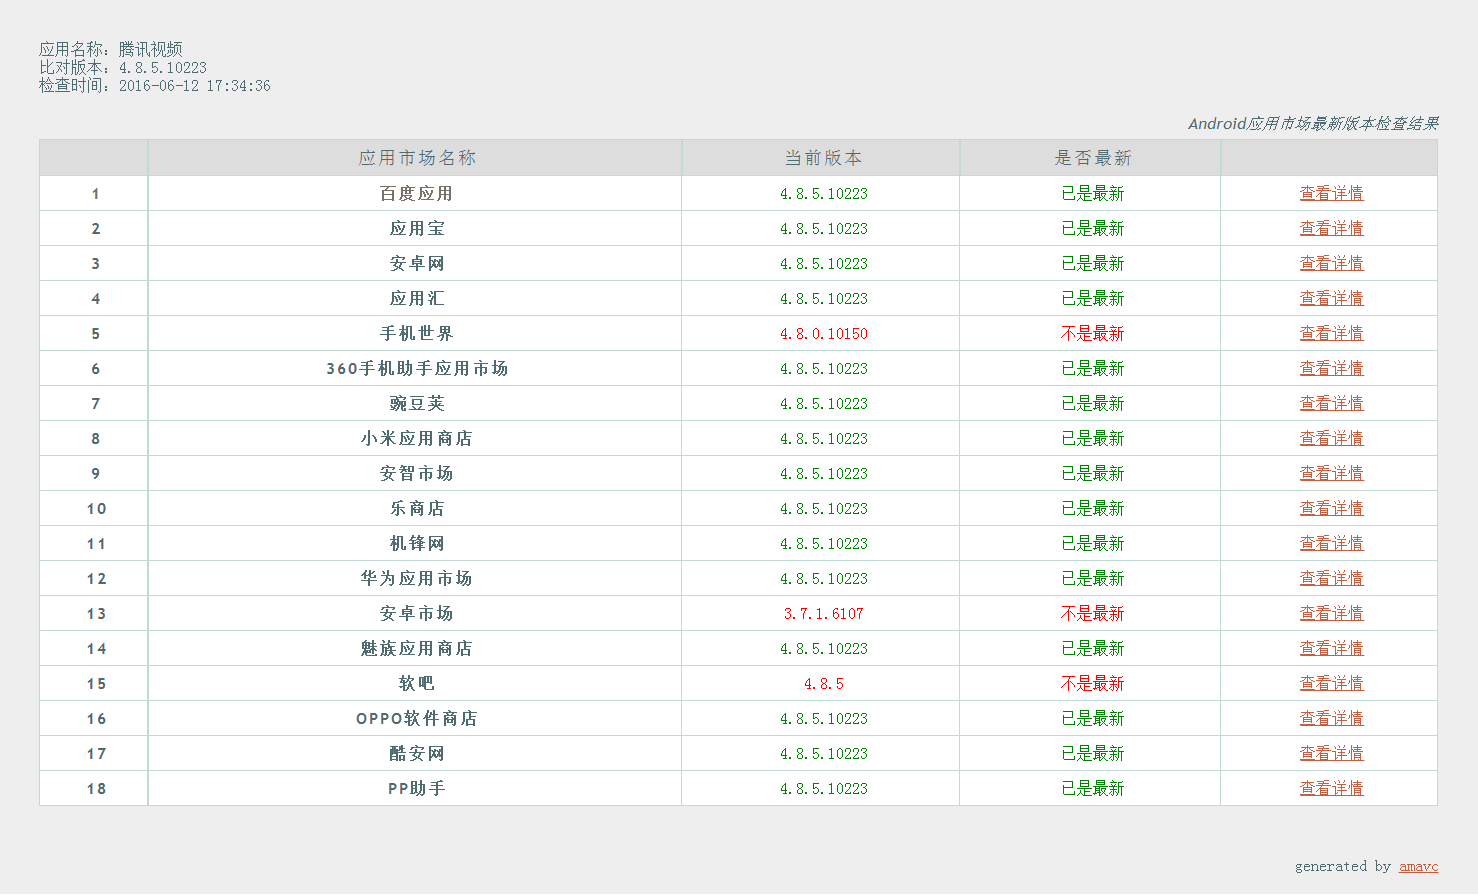 应用名称：腾讯视频
比对版本：4.8.5.10223
检查时间：2016-06-12 17:34:36
Android应用市场最新版本检查结果
应用市场名称 当前版本 是否最新
1 百度应用 4.8.5.10223 已是最新 查看详情
2 应用宝 4.8.5.10223 已是最新 查看详情
3 安卓网 4.8.5.10223 已是最新 查看详情
4 应用汇 4.8.5.10223 已是最新 查看详情
5 手机世界 4.8.0.10150 不是最新 查看详情
6 360手机助手应用市场 4.8.5.10223 已是最新 查看详情
7 豌豆荚 4.8.5.10223 已是最新 查看详情
8 小米应用商店 4.8.5.10223 已是最新 查看详情
9 安智市场 4.8.5.10223 已是最新 查看详情
10 乐商店 4.8.5.10223 已是最新 查看详情
11 机锋网 4.8.5.10223 已是最新 查看详情
12 华为应用市场 4.8.5.10223 已是最新 查看详情
13 安卓市场 3.7.1.6107 不是最新 查看详情
14 魅族应用商店 4.8.5.10223 已是最新 查看详情
15 软吧 4.8.5 不是最新 查看详情
16 OPPO软件商店 4.8.5.10223 已是最新 查看详情
17 酷安网 4.8.5.10223 已是最新 查看详情
18 PP助手 4.8.5.10223 已是最新 查看详情
generated by amavc